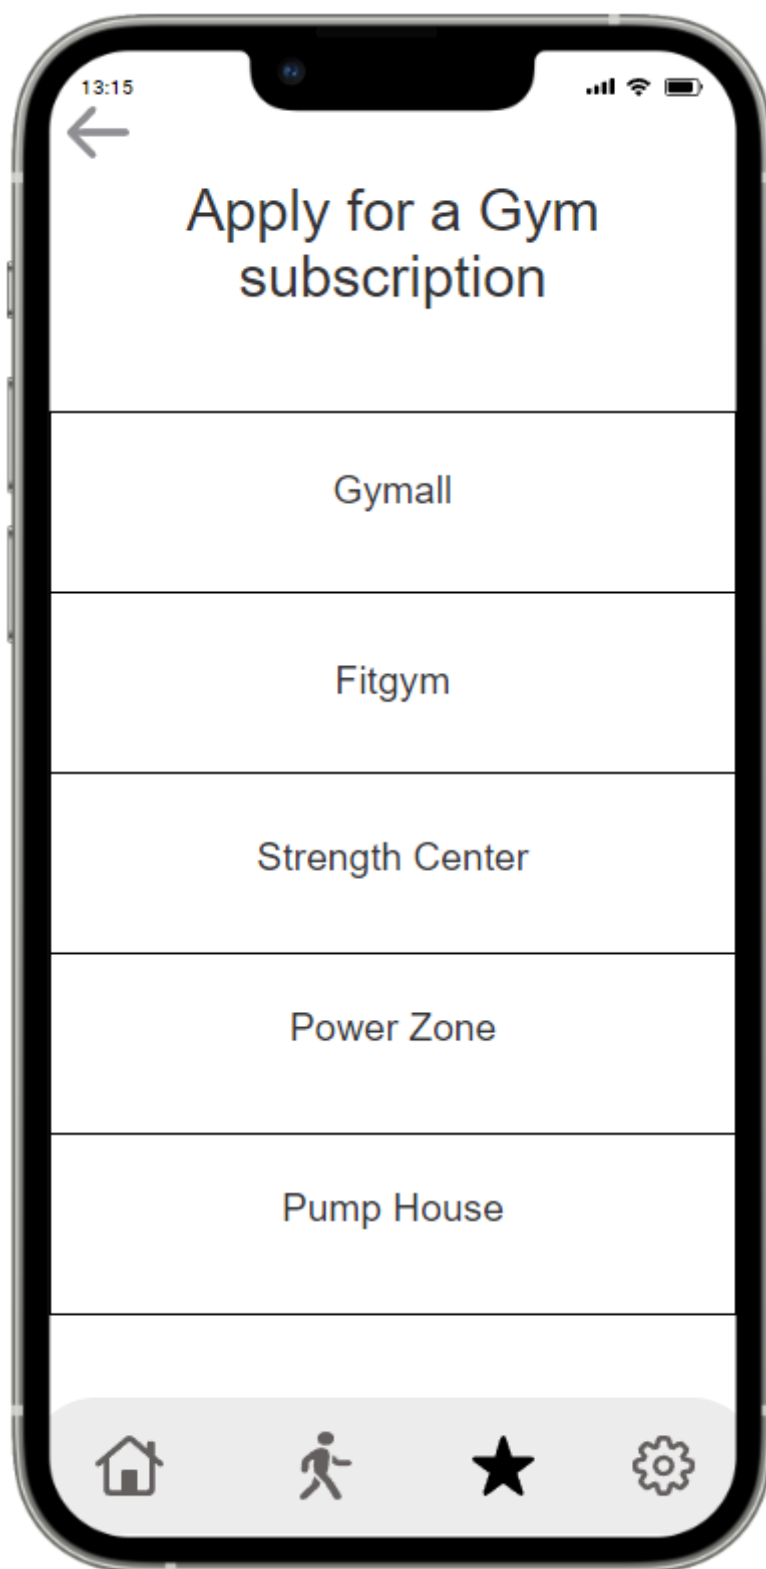 13:15
Apply for a Gym
subscription
Gymall
Fitgym
Strength Center
Power Zone
Pump House